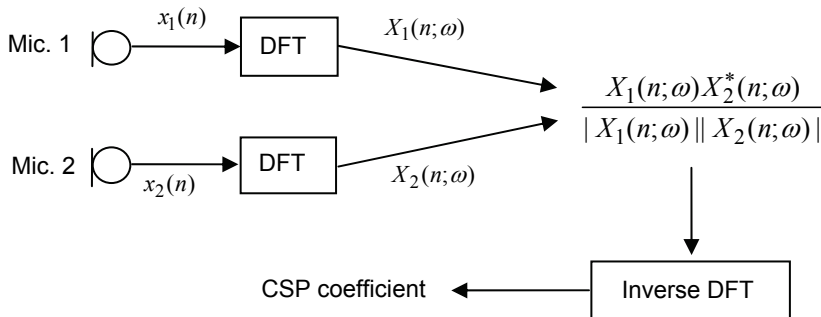 Mic. 1
x₁(n)
DFT
X₁(n;ω)
X₁(n;ω)X₂*(n;ω)
| X₁(n;ω) || X₂(n;ω) |
Mic. 2
x₂(n)
DFT
X₂(n;ω)
CSP coefficient
Inverse DFT